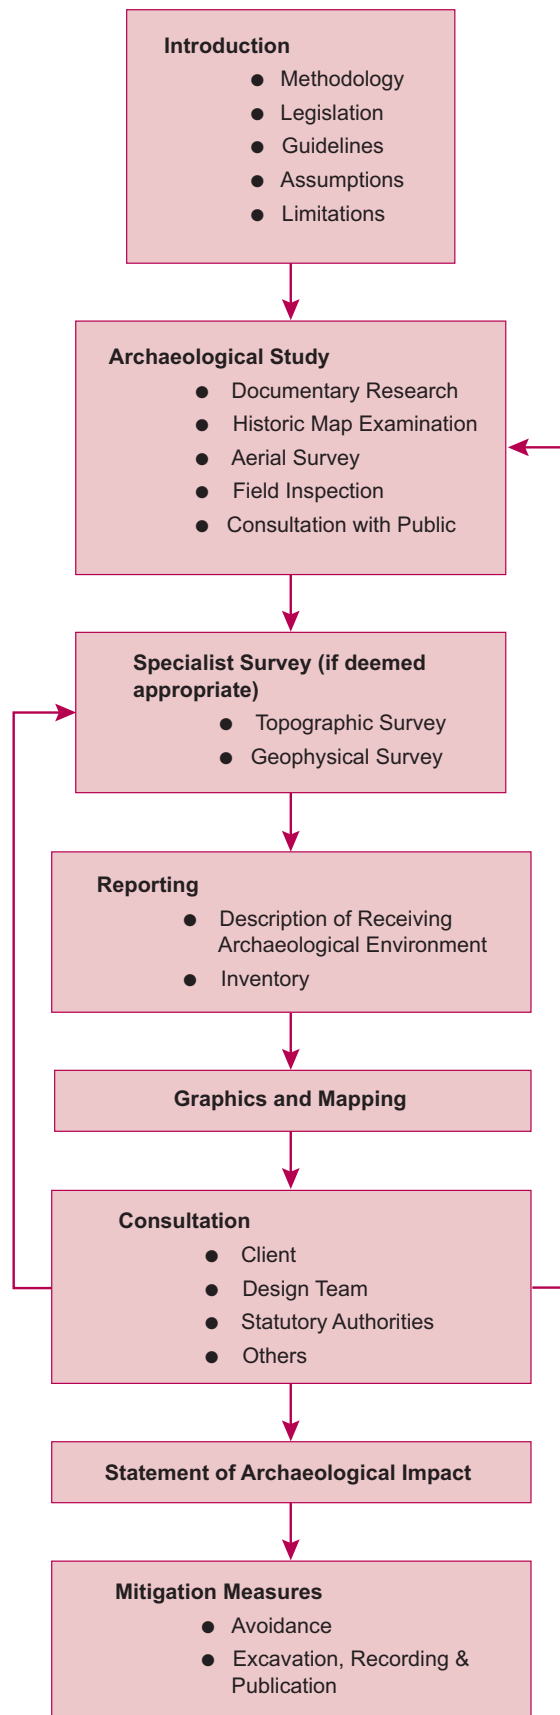 Introduction
● Methodology
● Legislation
● Guidelines
● Assumptions
● Limitations
Archaeological Study
● Documentary Research
● Historic Map Examination
● Aerial Survey
● Field Inspection
● Consultation with Public
Specialist Survey (if deemed
appropriate)
● Topographic Survey
● Geophysical Survey
Reporting
● Description of Receiving
Archaeological Environment
● Inventory
Graphics and Mapping
Consultation
● Client
● Design Team
● Statutory Authorities
● Others
Statement of Archaeological Impact
Mitigation Measures
● Avoidance
● Excavation, Recording &
Publication